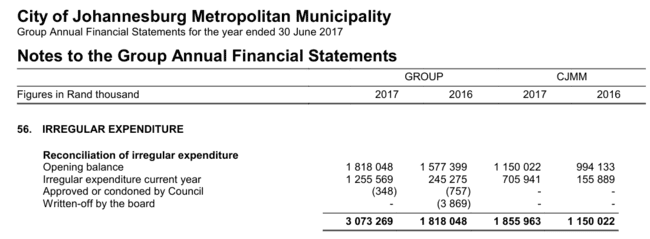 City of Johannesburg Metropolitan Municipality
Group Annual Financial Statements for the year ended 30 June 2017
Notes to the Group Annual Financial Statements
GROUP CJMM
Figures in Rand thousand 2017 2016 2017 2016
56. IRREGULAR EXPENDITURE
Reconciliation of irregular expenditure
Opening balance 1 818 048 1 577 399 1 150 022 994 133
Irregular expenditure current year 1 255 569 245 275 705 941 155 889
Approved or condoned by Council (348) (757) - -
Written-off by the board - (3 869) - -
3 073 269 1 818 048 1 855 963 1 150 022